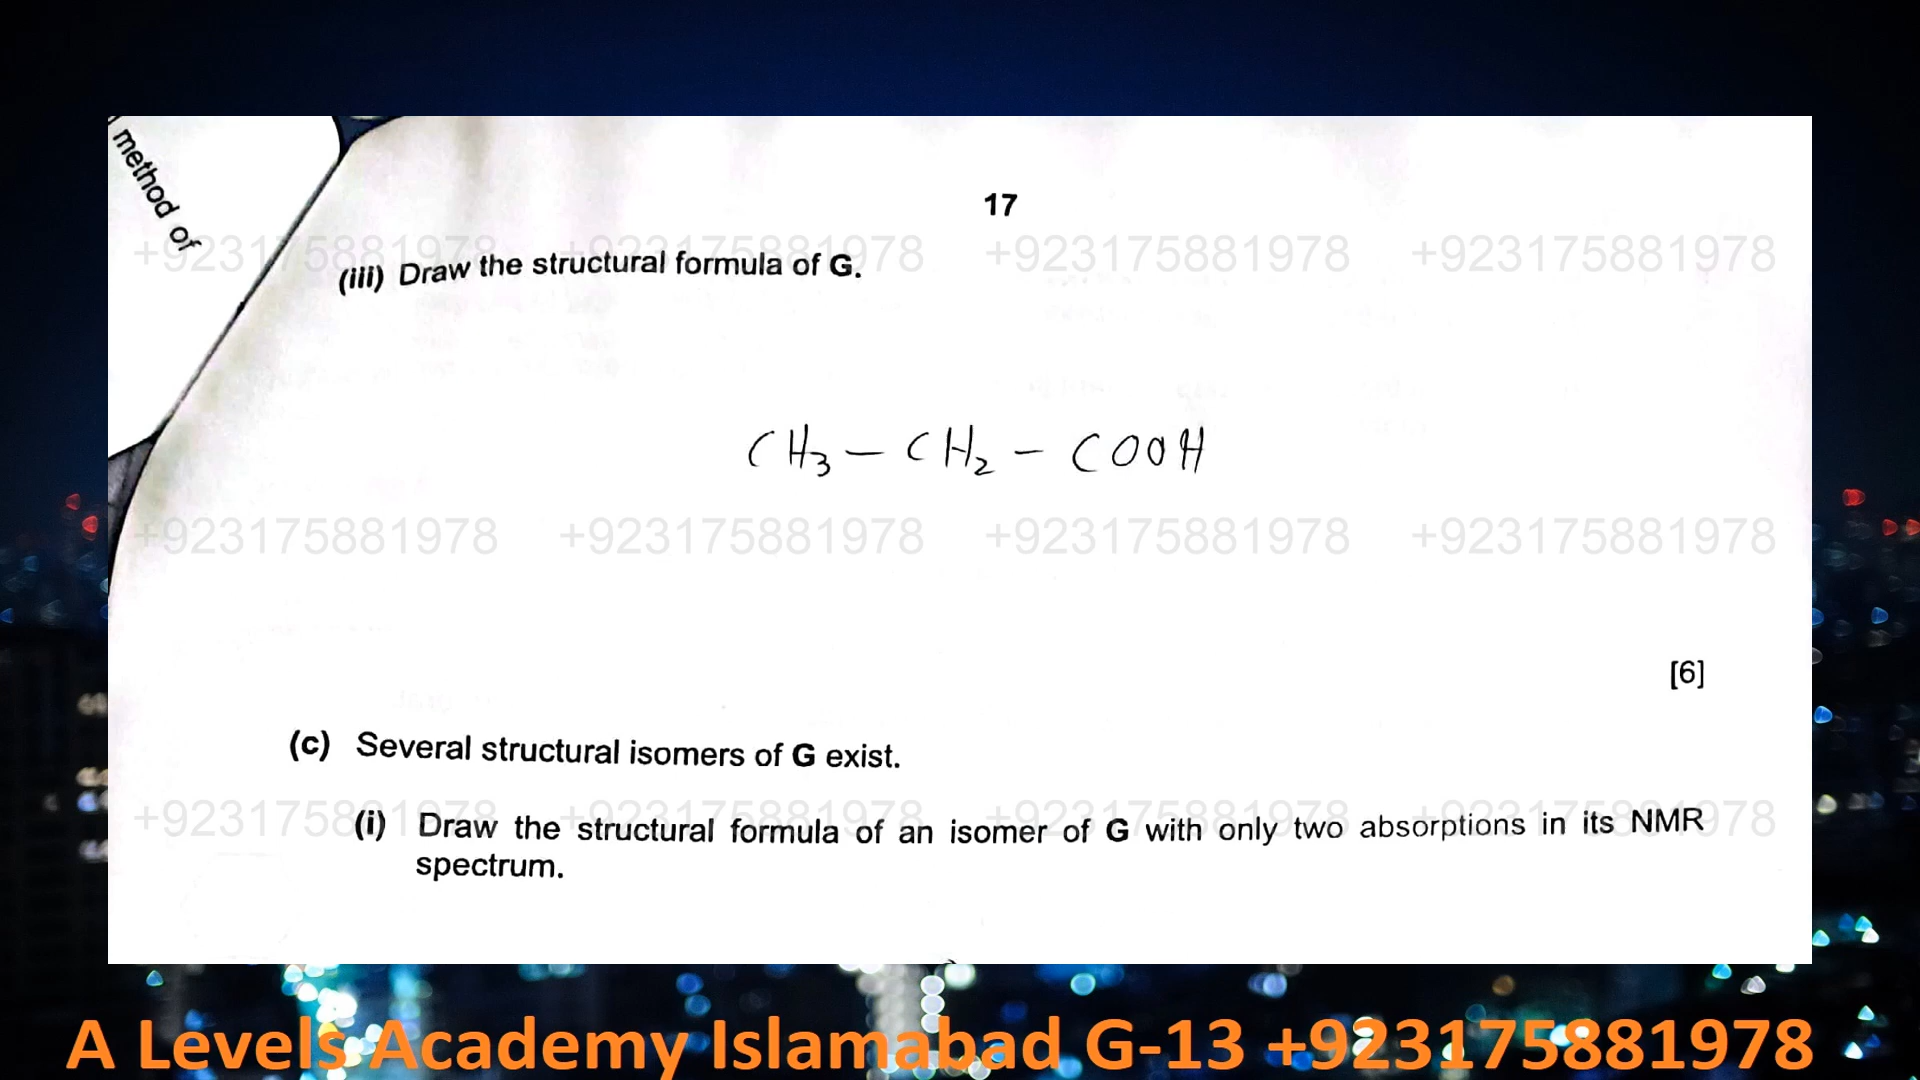 method of
17
+923175881978 +923175881978 +923175881978 +923175881978
(iii) Draw the structural formula of G.
CH₃ – CH₂ – COOH
+923175881978 +923175881978 +923175881978 +923175881978
[6]
(c) Several structural isomers of G exist.
+923175881978 +923175881978 +923175881978 +923175881978
(i) Draw the structural formula of an isomer of G with only two absorptions in its NMR
spectrum.
A Levels Academy Islamabad G-13 +923175881978